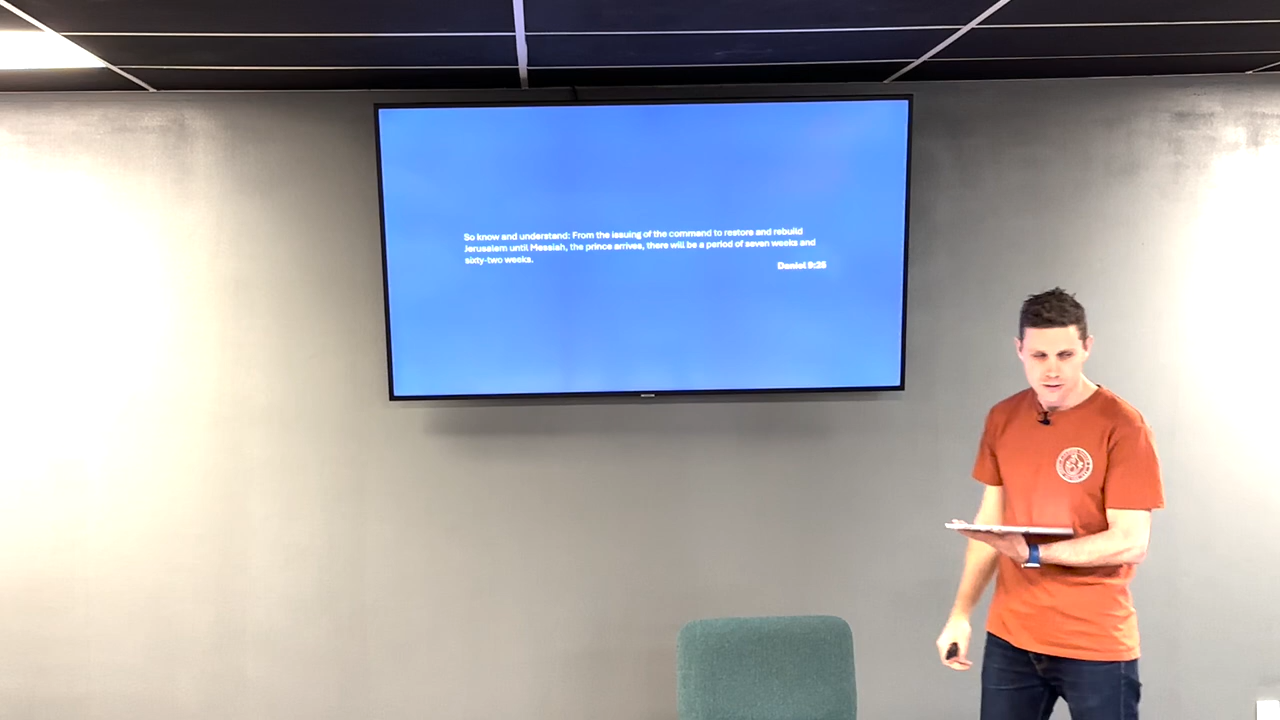 So know and understand: From the issuing of the command to restore and rebuild
Jerusalem until Messiah, the prince arrives, there will be a period of seven weeks and
sixty-two weeks.
Daniel 9:25